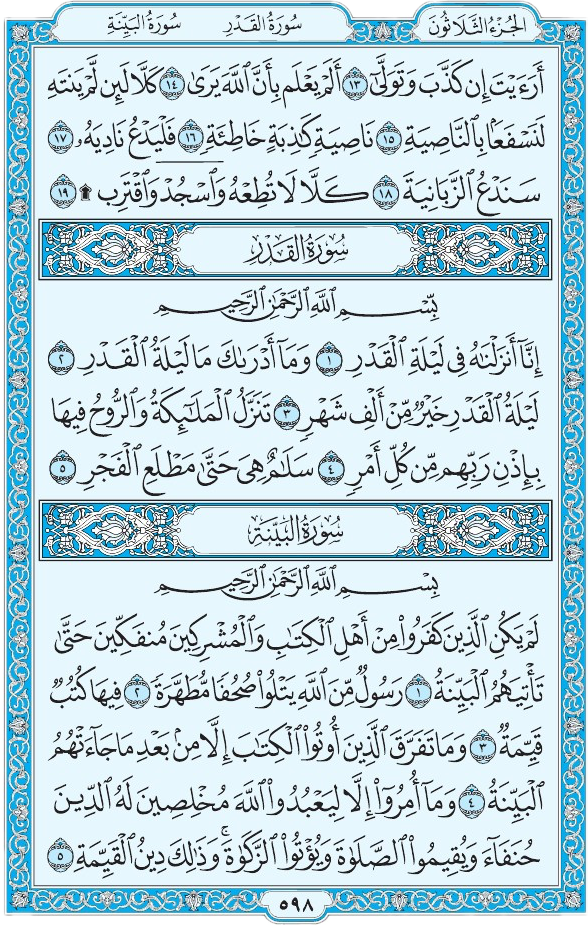 الجُزْءُ الثَّلَاثُونَ سُورَةُ القَدْرِ سُورَةُ البَيِّنَةِ
أَرَءَيْتَ إِن كَذَّبَ وَتَوَلَّىٰٓ ١٣ أَلَمْ يَعْلَم بِأَنَّ ٱللَّهَ يَرَىٰ ١٤ كَلَّا لَئِن لَّمْ يَنتَهِ
لَنَسْفَعًۢا بِٱلنَّاصِيَةِ ١٥ نَاصِيَةٍ كَٰذِبَةٍ خَاطِئَةٍ ١٦ فَلْيَدْعُ نَادِيَهُۥ ١٧
سَنَدْعُ ٱلزَّبَانِيَةَ ١٨ كَلَّا لَا تُطِعْهُ وَٱسْجُدْ وَٱقْتَرِب ۩ ١٩
سُورَةُ القَدْرِ
بِسْمِ ٱللَّهِ ٱلرَّحْمَٰنِ ٱلرَّحِيمِ
إِنَّآ أَنزَلْنَٰهُ فِى لَيْلَةِ ٱلْقَدْرِ ١ وَمَآ أَدْرَىٰكَ مَا لَيْلَةُ ٱلْقَدْرِ ٢
لَيْلَةُ ٱلْقَدْرِ خَيْرٌ مِّنْ أَلْفِ شَهْرٍ ٣ تَنَزَّلُ ٱلْمَلَٰٓئِكَةُ وَٱلرُّوحُ فِيهَا
بِإِذْنِ رَبِّهِم مِّن كُلِّ أَمْرٍ ٤ سَلَٰمٌ هِىَ حَتَّىٰ مَطْلَعِ ٱلْفَجْرِ ٥
سُورَةُ البَيِّنَةِ
بِسْمِ ٱللَّهِ ٱلرَّحْمَٰنِ ٱلرَّحِيمِ
لَمْ يَكُنِ ٱلَّذِينَ كَفَرُوا۟ مِنْ أَهْلِ ٱلْكِتَٰبِ وَٱلْمُشْرِكِينَ مُنفَكِّينَ حَتَّىٰ
تَأْتِيَهُمُ ٱلْبَيِّنَةُ ١ رَسُولٌ مِّنَ ٱللَّهِ يَتْلُوا۟ صُحُفًا مُّطَهَّرَةً ٢ فِيهَا كُتُبٌ
قَيِّمَةٌ ٣ وَمَا تَفَرَّقَ ٱلَّذِينَ أُوتُوا۟ ٱلْكِتَٰبَ إِلَّا مِنۢ بَعْدِ مَا جَآءَتْهُمُ
ٱلْبَيِّنَةُ ٤ وَمَآ أُمِرُوٓا۟ إِلَّا لِيَعْبُدُوا۟ ٱللَّهَ مُخْلِصِينَ لَهُ ٱلدِّينَ
حُنَفَآءَ وَيُقِيمُوا۟ ٱلصَّلَوٰةَ وَيُؤْتُوا۟ ٱلزَّكَوٰةَ ۚ وَذَٰلِكَ دِينُ ٱلْقَيِّمَةِ ٥
٥٩٨